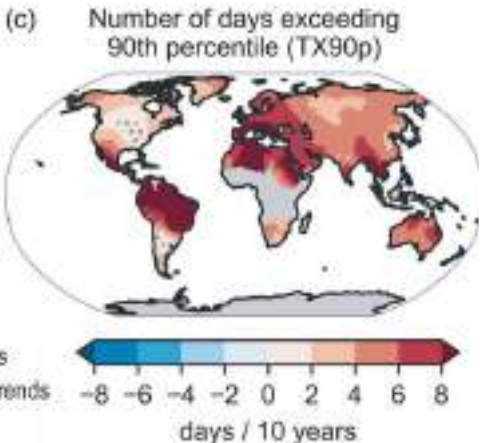 (c) Number of days exceeding
90th percentile (TX90p)
s
rends
−8 −6 −4 −2 0 2 4 6 8
days / 10 years